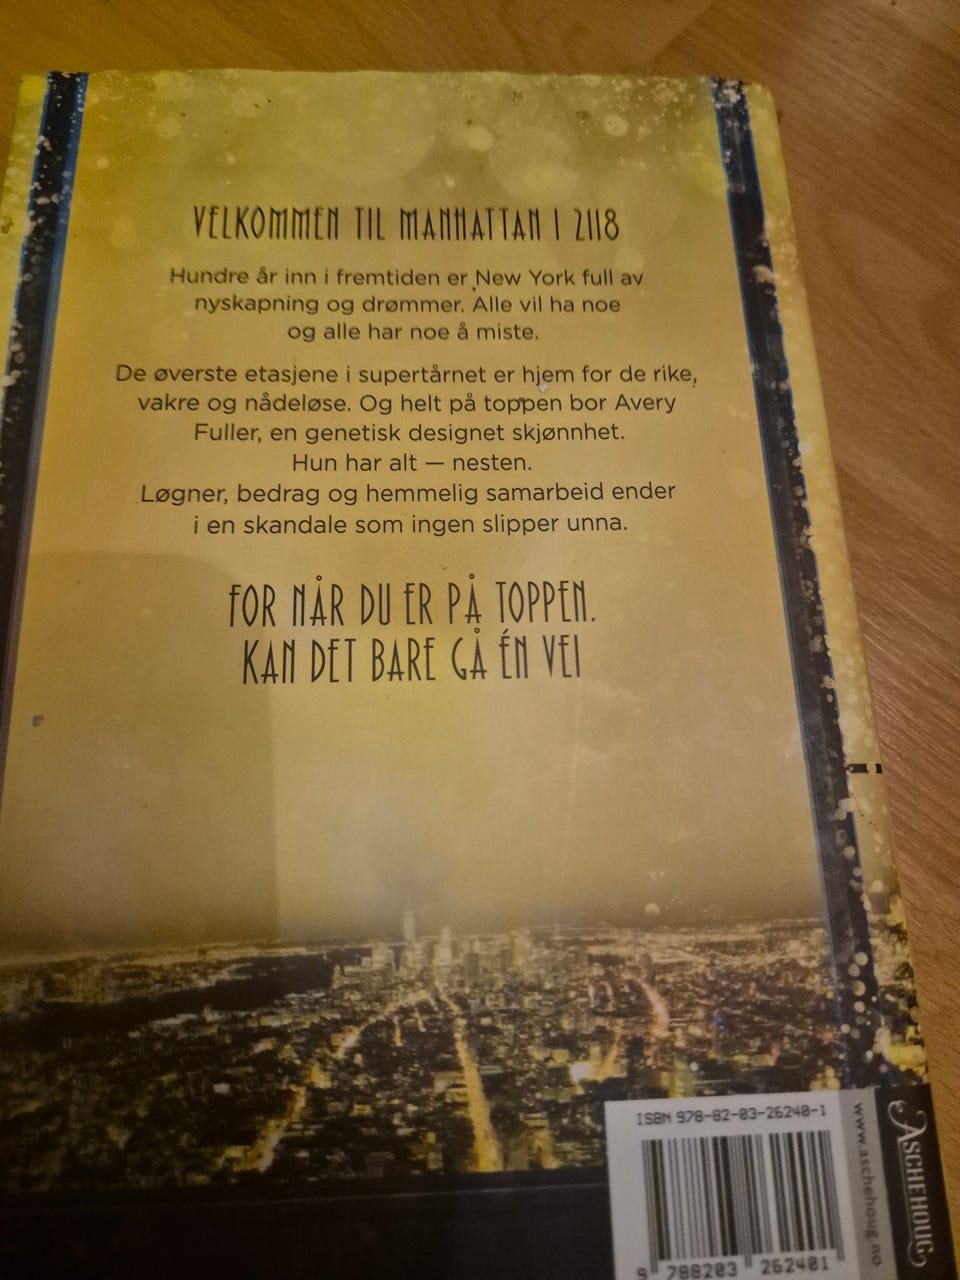 VELKOMMEN TIL MANHATTAN I 2118
Hundre år inn i fremtiden er New York full av
nyskapning og drømmer. Alle vil ha noe
og alle har noe å miste.
De øverste etasjene i supertårnet er hjem for de rike,
vakre og nådeløse. Og helt på toppen bor Avery
Fuller, en genetisk designet skjønnhet.
Hun har alt — nesten.
Løgner, bedrag og hemmelig samarbeid ender
i en skandale som ingen slipper unna.
FOR NÅR DU ER PÅ TOPPEN.
KAN DET BARE GÅ ÉN VEI
ISBN 978-82-03-26240-1
9 788203 262401
www.aschehoug.no
ASCHEHOUG